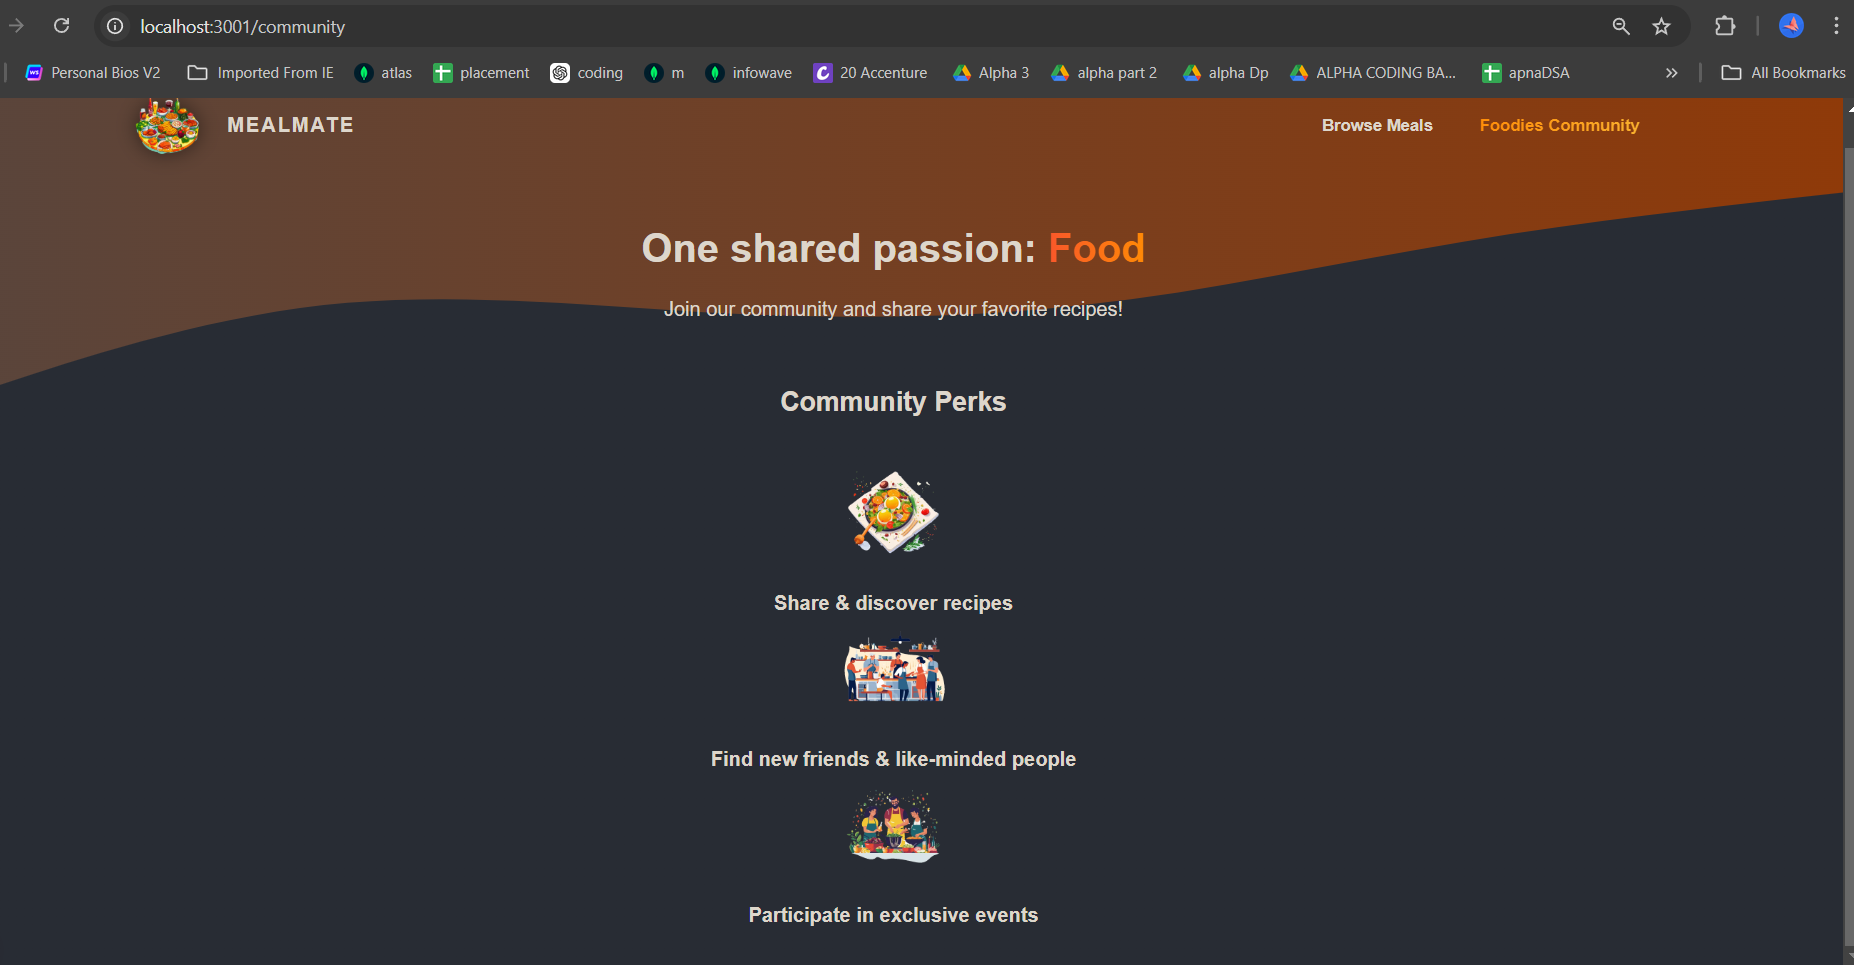 localhost:3001/community
Personal Bios V2 Imported From IE atlas placement coding m infowave 20 Accenture Alpha 3 alpha part 2 alpha Dp ALPHA CODING BA... apnaDSA » All Bookmarks
MEALMATE Browse Meals Foodies Community
One shared passion: Food
Join our community and share your favorite recipes!
Community Perks
Share & discover recipes
Find new friends & like-minded people
Participate in exclusive events